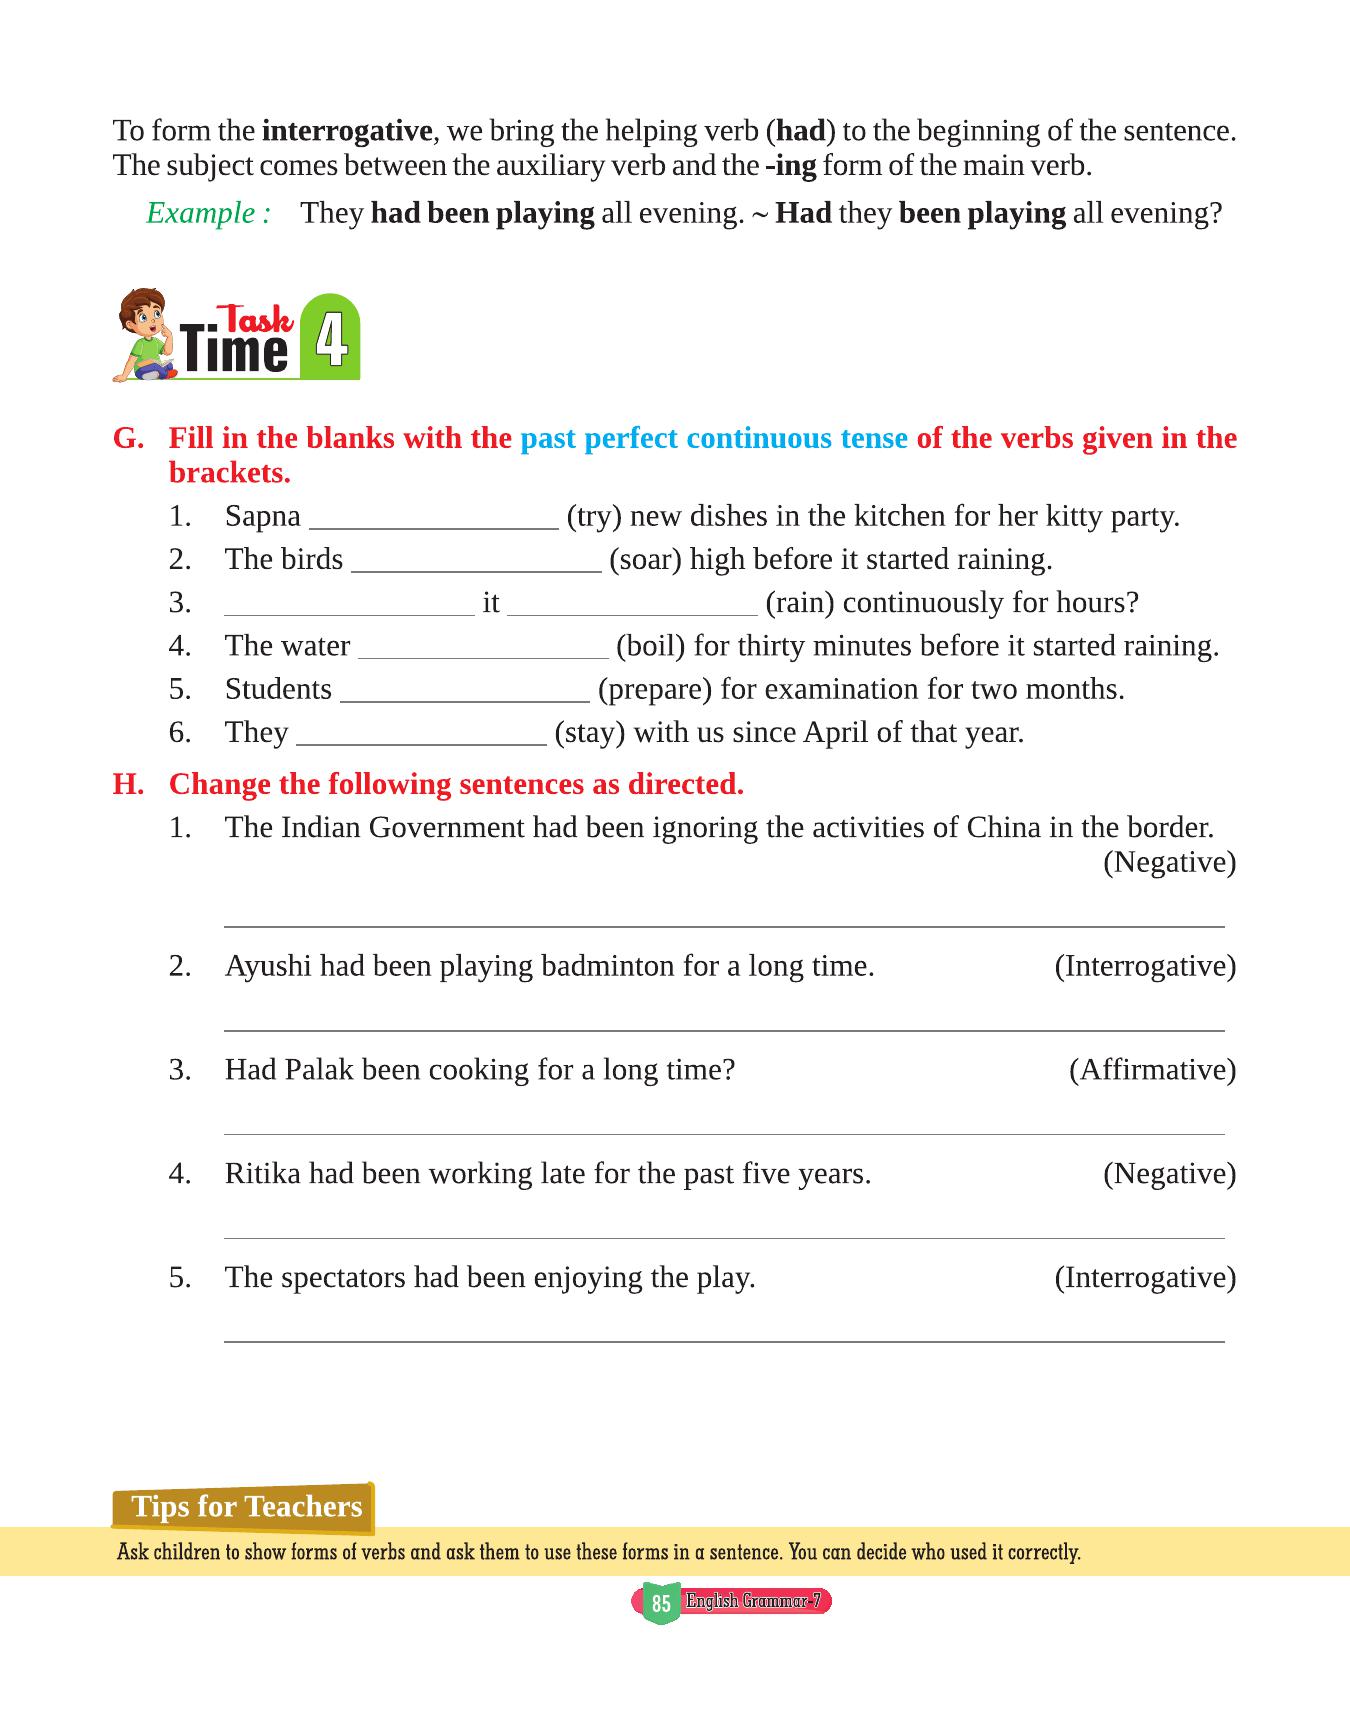 To form the interrogative, we bring the helping verb (had) to the beginning of the sentence.
The subject comes between the auxiliary verb and the -ing form of the main verb.
Example : They had been playing all evening. ~ Had they been playing all evening?
Task
Time 4
G. Fill in the blanks with the past perfect continuous tense of the verbs given in the
brackets.
1. Sapna ________________ (try) new dishes in the kitchen for her kitty party.
2. The birds ________________ (soar) high before it started raining.
3. ________________ it ________________ (rain) continuously for hours?
4. The water ________________ (boil) for thirty minutes before it started raining.
5. Students ________________ (prepare) for examination for two months.
6. They ________________ (stay) with us since April of that year.
H. Change the following sentences as directed.
1. The Indian Government had been ignoring the activities of China in the border.
(Negative)
2. Ayushi had been playing badminton for a long time. (Interrogative)
3. Had Palak been cooking for a long time? (Affirmative)
4. Ritika had been working late for the past five years. (Negative)
5. The spectators had been enjoying the play. (Interrogative)
Tips for Teachers
Ask children to show forms of verbs and ask them to use these forms in a sentence. You can decide who used it correctly.
85 English Grammar-7